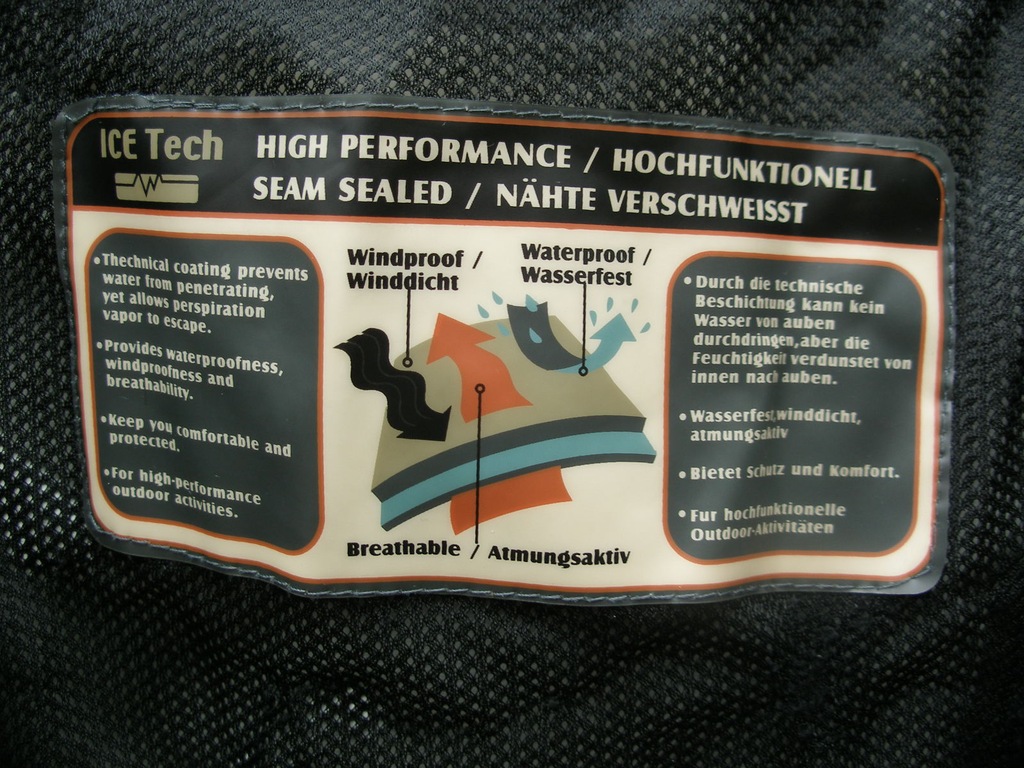 ICE Tech
HIGH PERFORMANCE / HOCHFUNKTIONELL
SEAM SEALED / NÄHTE VERSCHWEISST
•Thechnical coating prevents
water from penetrating,
yet allows perspiration
vapor to escape.
•Provides waterproofness,
windproofness and
breathability.
•Keep you comfortable and
protected.
•For high-performance
outdoor activities.
Windproof /
Winddicht
Waterproof /
Wasserfest
Breathable / Atmungsaktiv
•Durch die technische
Beschichtung kann kein
Wasser von auben
durchdringen,aber die
Feuchtigkeit verdunstet von
innen nach auben.
•Wasserfest,winddicht,
atmungsaktiv
•Bietet Schutz und Komfort.
•Fur hochfunktionelle
Outdoor-Aktivitäten